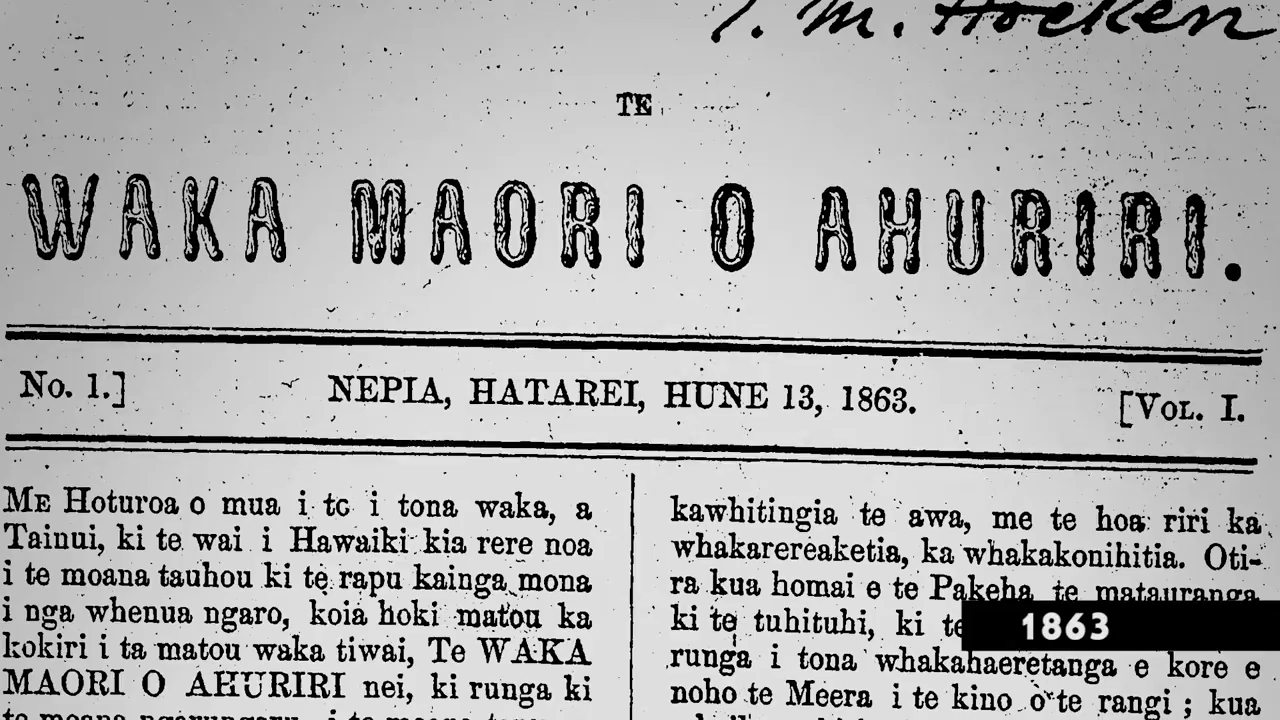 T. M. Hocken
TE
WAKA MAORI O AHURIRI.
No. 1.] NEPIA, HATAREI, HUNE 13, 1863. [VOL. I.
ME Hoturoa o mua i to i tona waka, a
Tainui, ki te wai i Hawaiki kia rere noa
i te moana tauhou ki te rapu kainga mona
i nga whenua ngaro, koia hoki matou ka
kokiri i ta matou waka tiwai, Te WAKA
MAORI O AHURIRI nei, ki runga ki
kawhitingia te awa, me te hoa riri ka
whakarereaketia, ka whakakonihitia. Oti-
ra kua homai e te Pakeha te matauranga
ki te tuhituhi, ki te
runga i tona whakahaeretanga e kore e
noho te Meera i te kino o te rangi ; kua
1863